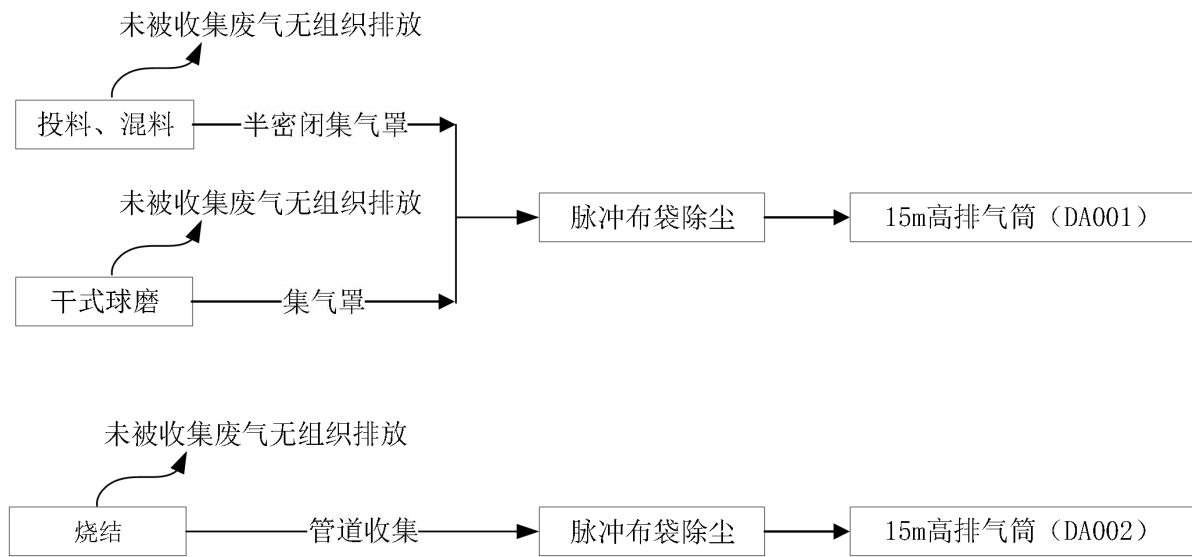 未被收集废气无组织排放
投料、混料
半密闭集气罩
未被收集废气无组织排放
脉冲布袋除尘
15m高排气筒（DA001）
干式球磨
集气罩
未被收集废气无组织排放
烧结
管道收集
脉冲布袋除尘
15m高排气筒（DA002）